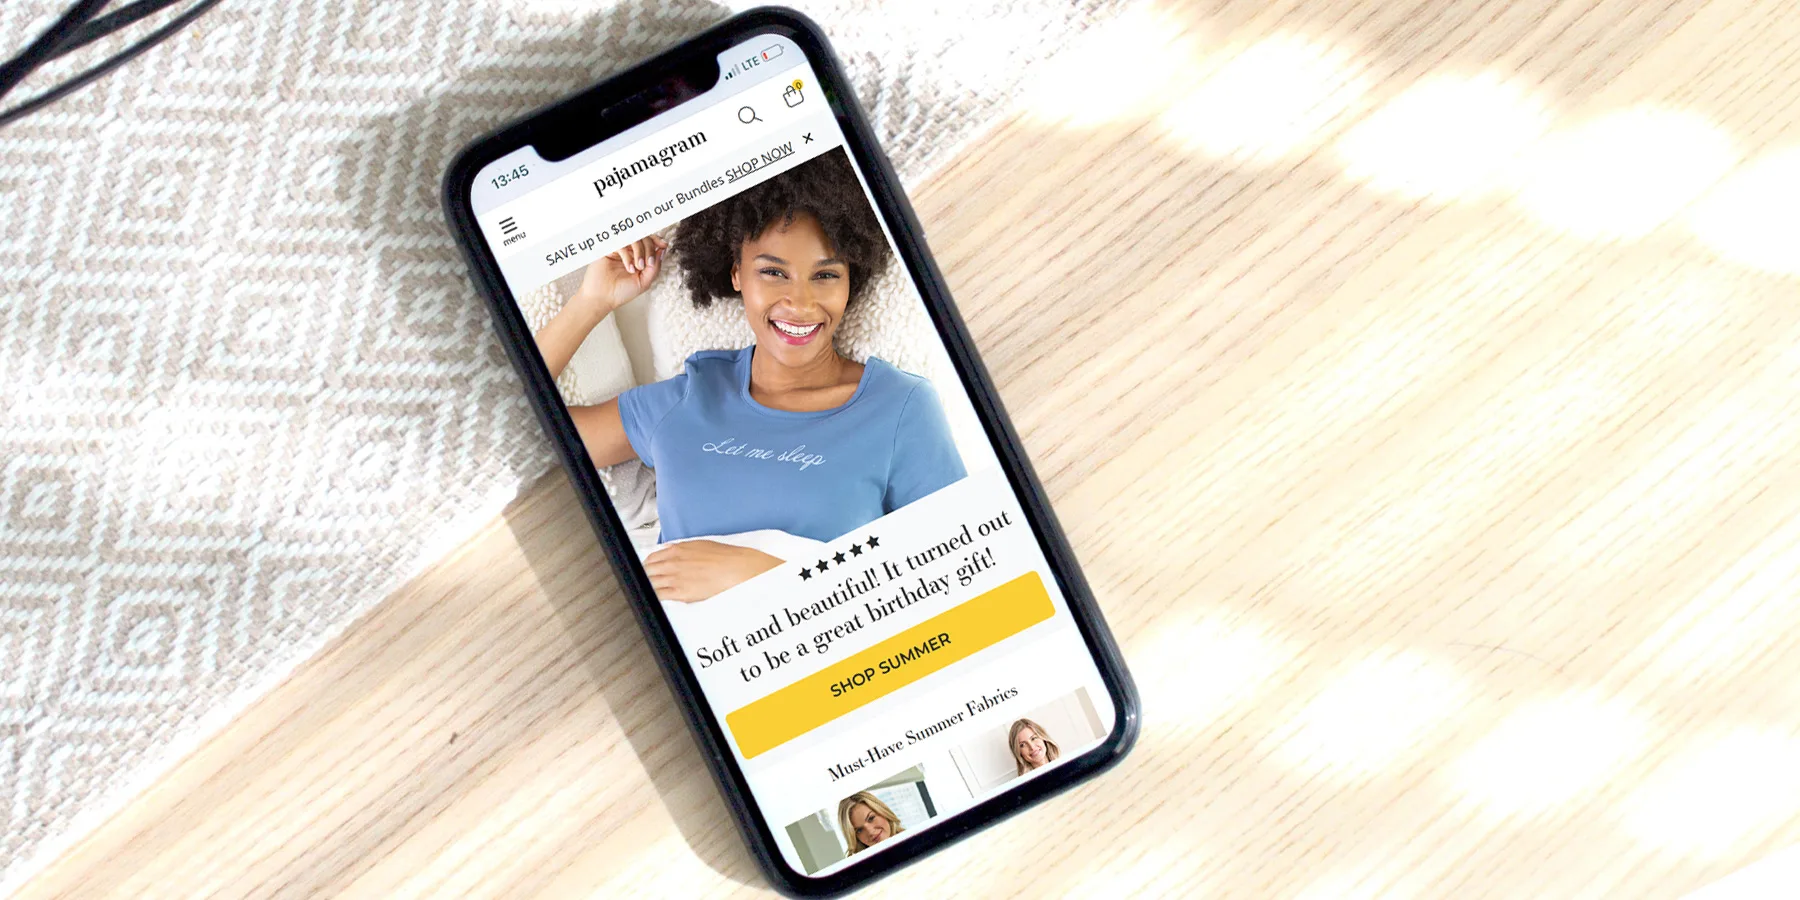 13:45
LTE
0
menu
pajamagram
SAVE up to $60 on our Bundles SHOP NOW
Let me sleep
Soft and beautiful! It turned out
to be a great birthday gift!
SHOP SUMMER
Must-Have Summer Fabrics